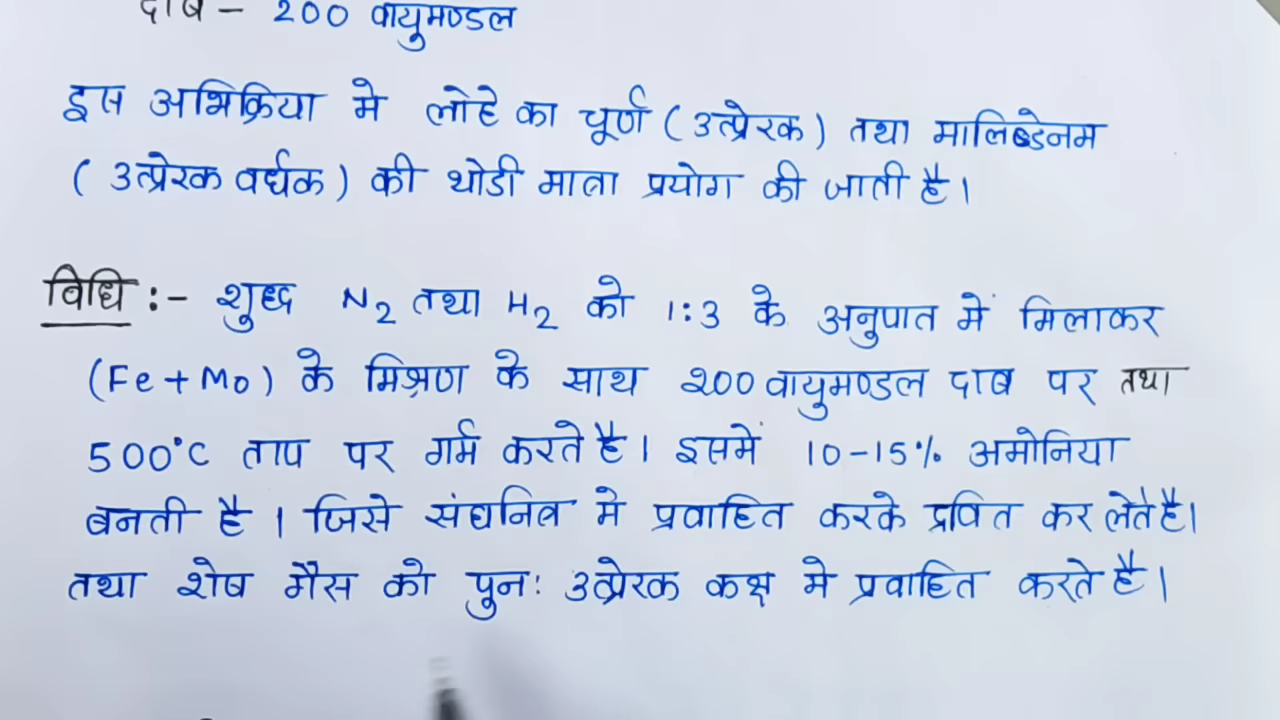 दाब - 200 वायुमण्डल
इस अभिक्रिया मे लोहे का चूर्ण (उत्प्रेरक) तथा मालिब्डेनम
(उत्प्रेरक वर्धक) की थोडी मात्रा प्रयोग की जाती है।
विधि :- शुद्ध N2 तथा H2 को 1:3 के अनुपात में मिलाकर
(Fe+Mo) के मिश्रण के साथ 200 वायुमण्डल दाब पर तथा
500°C ताप पर गर्म करते है। इसमें 10-15% अमोनिया
बनती है। जिसे संघनित्र मे प्रवाहित करके द्रवित कर लेते है।
तथा शेष गैस को पुनः उत्प्रेरक कक्ष मे प्रवाहित करते है।